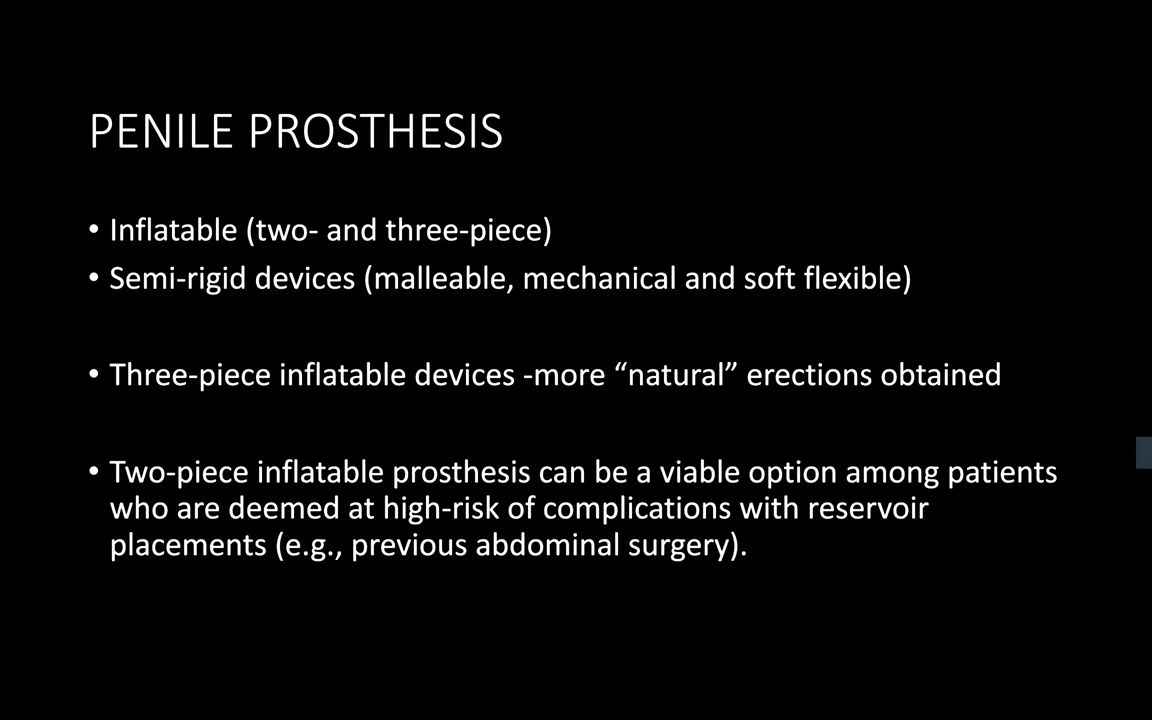 PENILE PROSTHESIS
• Inflatable (two- and three-piece)
• Semi-rigid devices (malleable, mechanical and soft flexible)
• Three-piece inflatable devices -more “natural” erections obtained
• Two-piece inflatable prosthesis can be a viable option among patients
who are deemed at high-risk of complications with reservoir
placements (e.g., previous abdominal surgery).